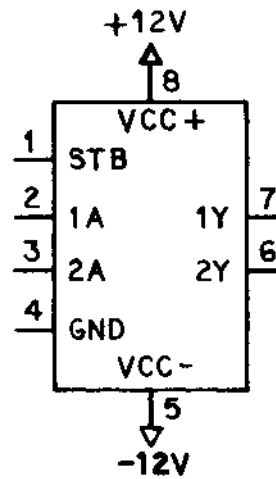 +12V
8
VCC+
1 STB
2 1A 1Y 7
3 2A 2Y 6
4 GND
VCC-
5
-12V